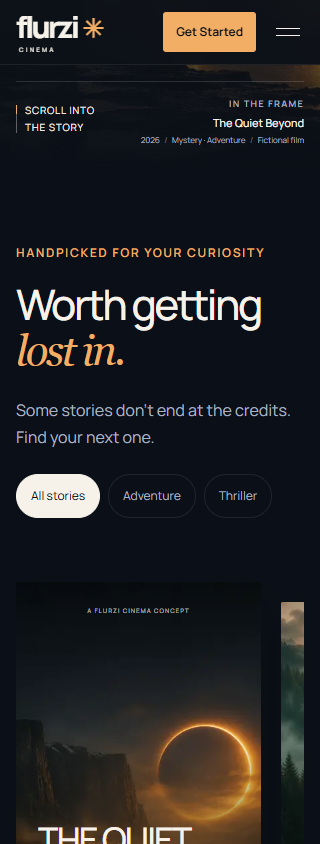 flurzi
CINEMA
Get Started
SCROLL INTO
THE STORY
IN THE FRAME
The Quiet Beyond
2026 / Mystery · Adventure / Fictional film
HANDPICKED FOR YOUR CURIOSITY
Worth getting
lost in.
Some stories don't end at the credits.
Find your next one.
All stories
Adventure
Thriller
A FLURZI CINEMA CONCEPT
THE QUIET